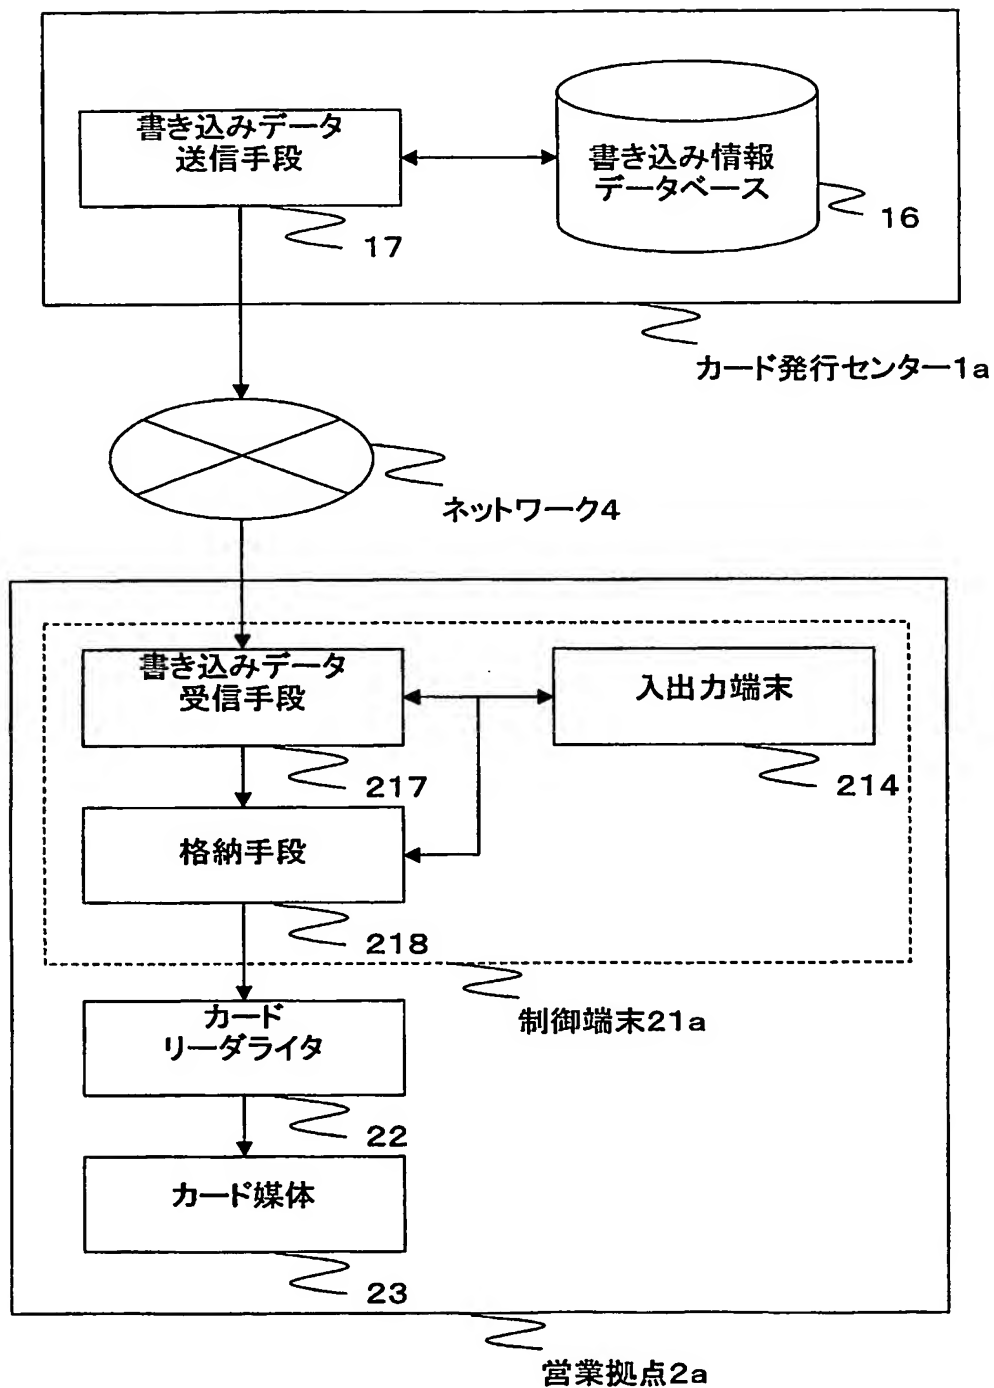 書き込みデータ
送信手段
書き込み情報
データベース
17
16
カード発行センター1a
ネットワーク4
書き込みデータ
受信手段
入出力端末
217
214
格納手段
218
制御端末21a
カード
リーダライタ
22
カード媒体
23
営業拠点2a